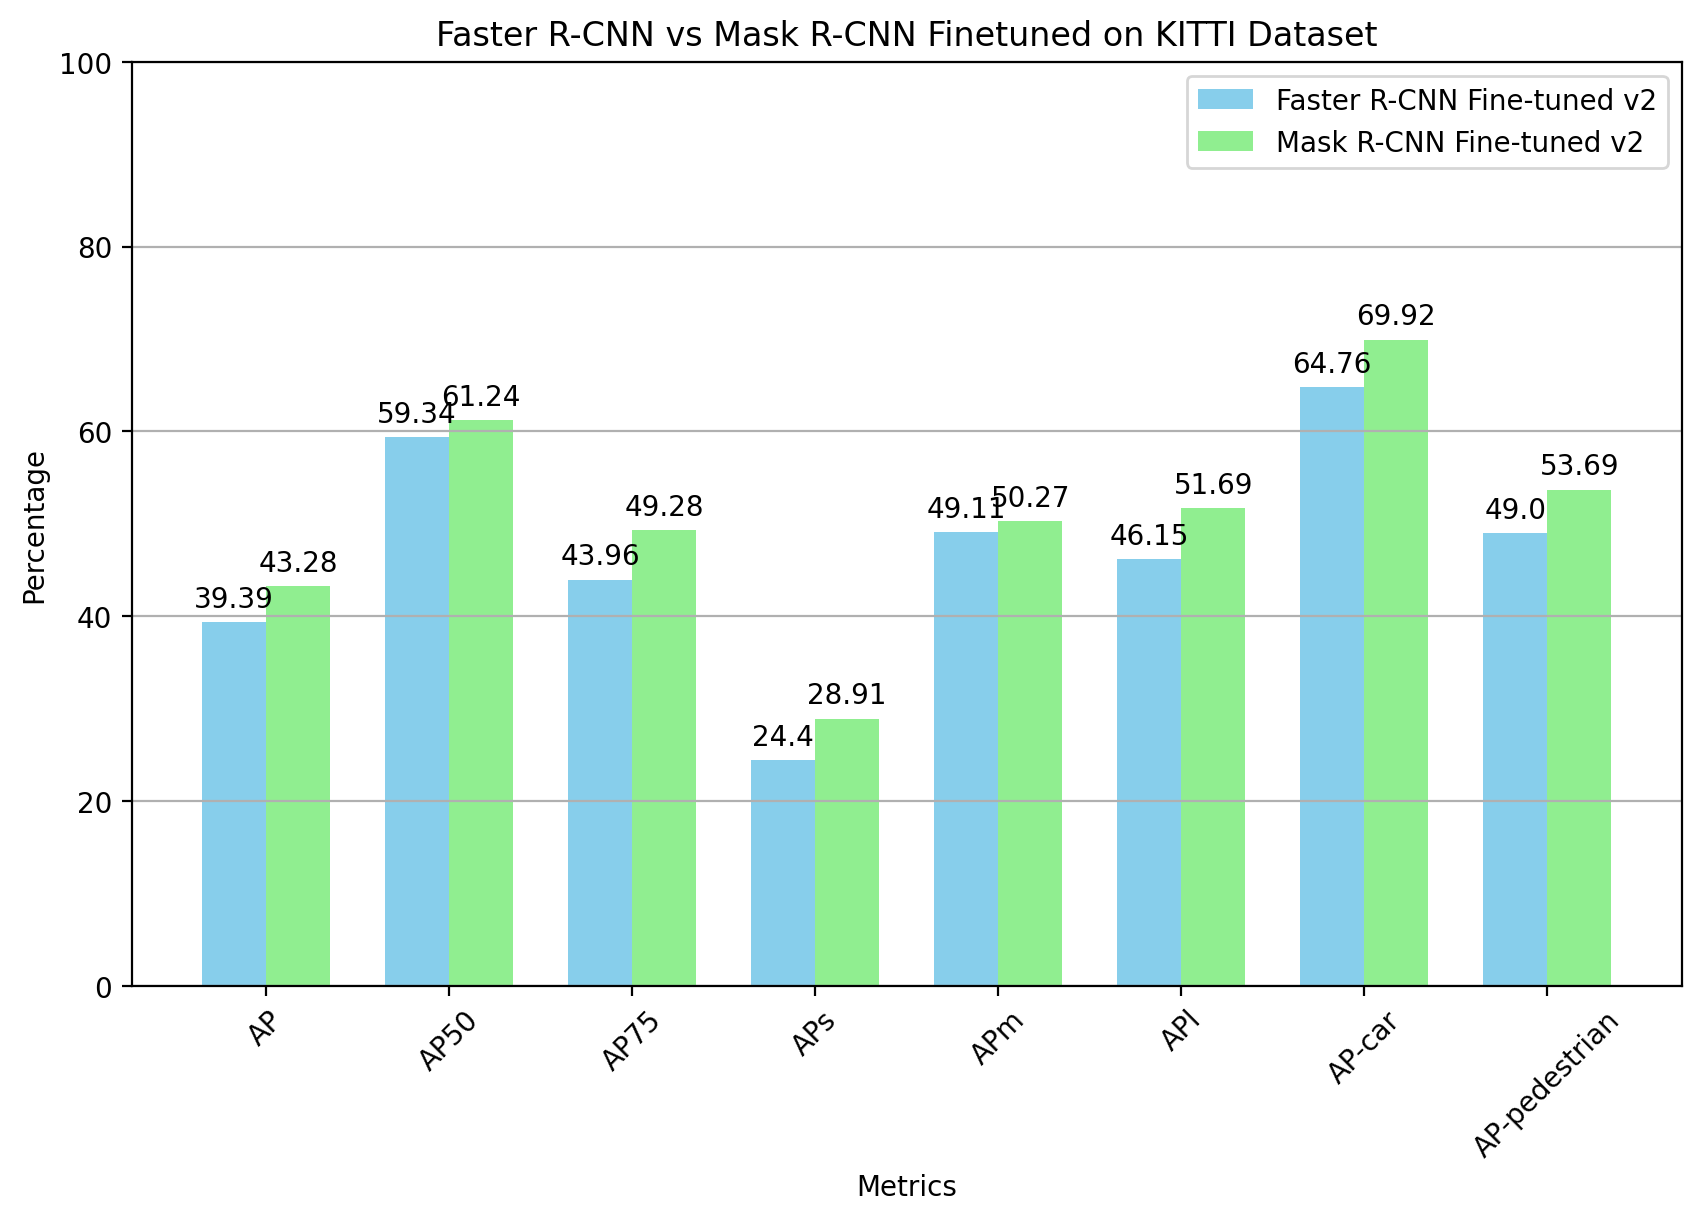 Faster R-CNN vs Mask R-CNN Finetuned on KITTI Dataset
100
80
60
40
20
0
Percentage
Faster R-CNN Fine-tuned v2
Mask R-CNN Fine-tuned v2
39.39
43.28
59.34
61.24
43.96
49.28
24.4
28.91
49.11
50.27
46.15
51.69
64.76
69.92
49.0
53.69
AP
AP50
AP75
APs
APm
APl
AP-car
AP-pedestrian
Metrics